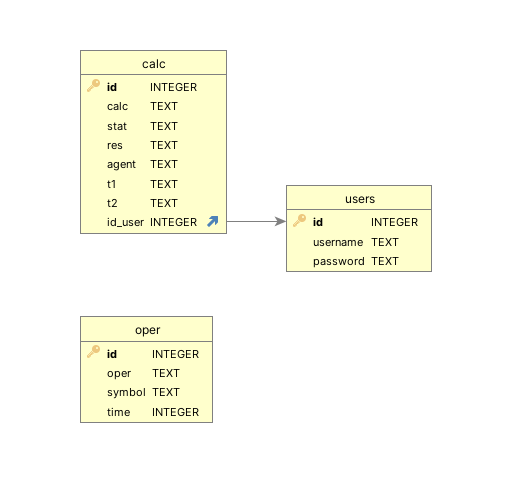 calc
id INTEGER
calc TEXT
stat TEXT
res TEXT
agent TEXT
t1 TEXT
t2 TEXT
id_user INTEGER
users
id INTEGER
username TEXT
password TEXT
oper
id INTEGER
oper TEXT
symbol TEXT
time INTEGER